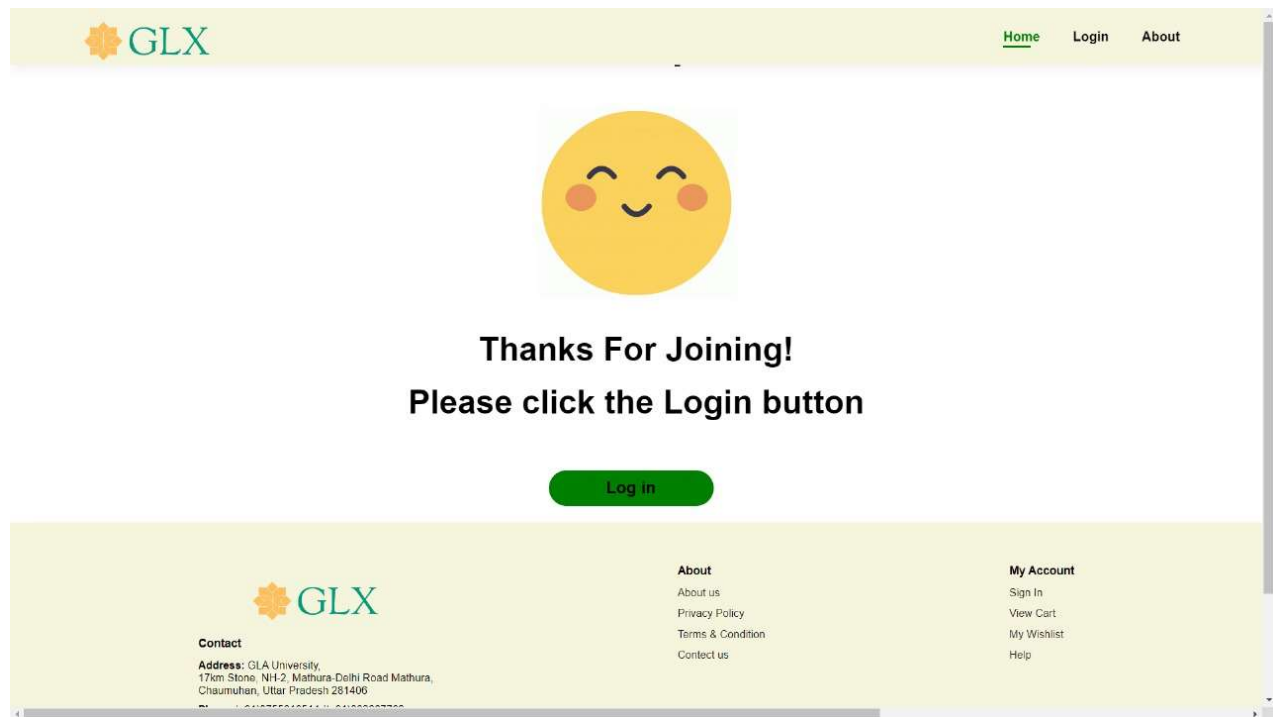 GLX
Home Login About
Thanks For Joining!
Please click the Login button
Log in
GLX
Contact
Address: GLA University,
17km Stone, NH-2, Mathura-Delhi Road Mathura,
Chaumuhan, Uttar Pradesh 281406
About
About us
Privacy Policy
Terms & Condition
Contect us
My Account
Sign In
View Cart
My Wishlist
Help